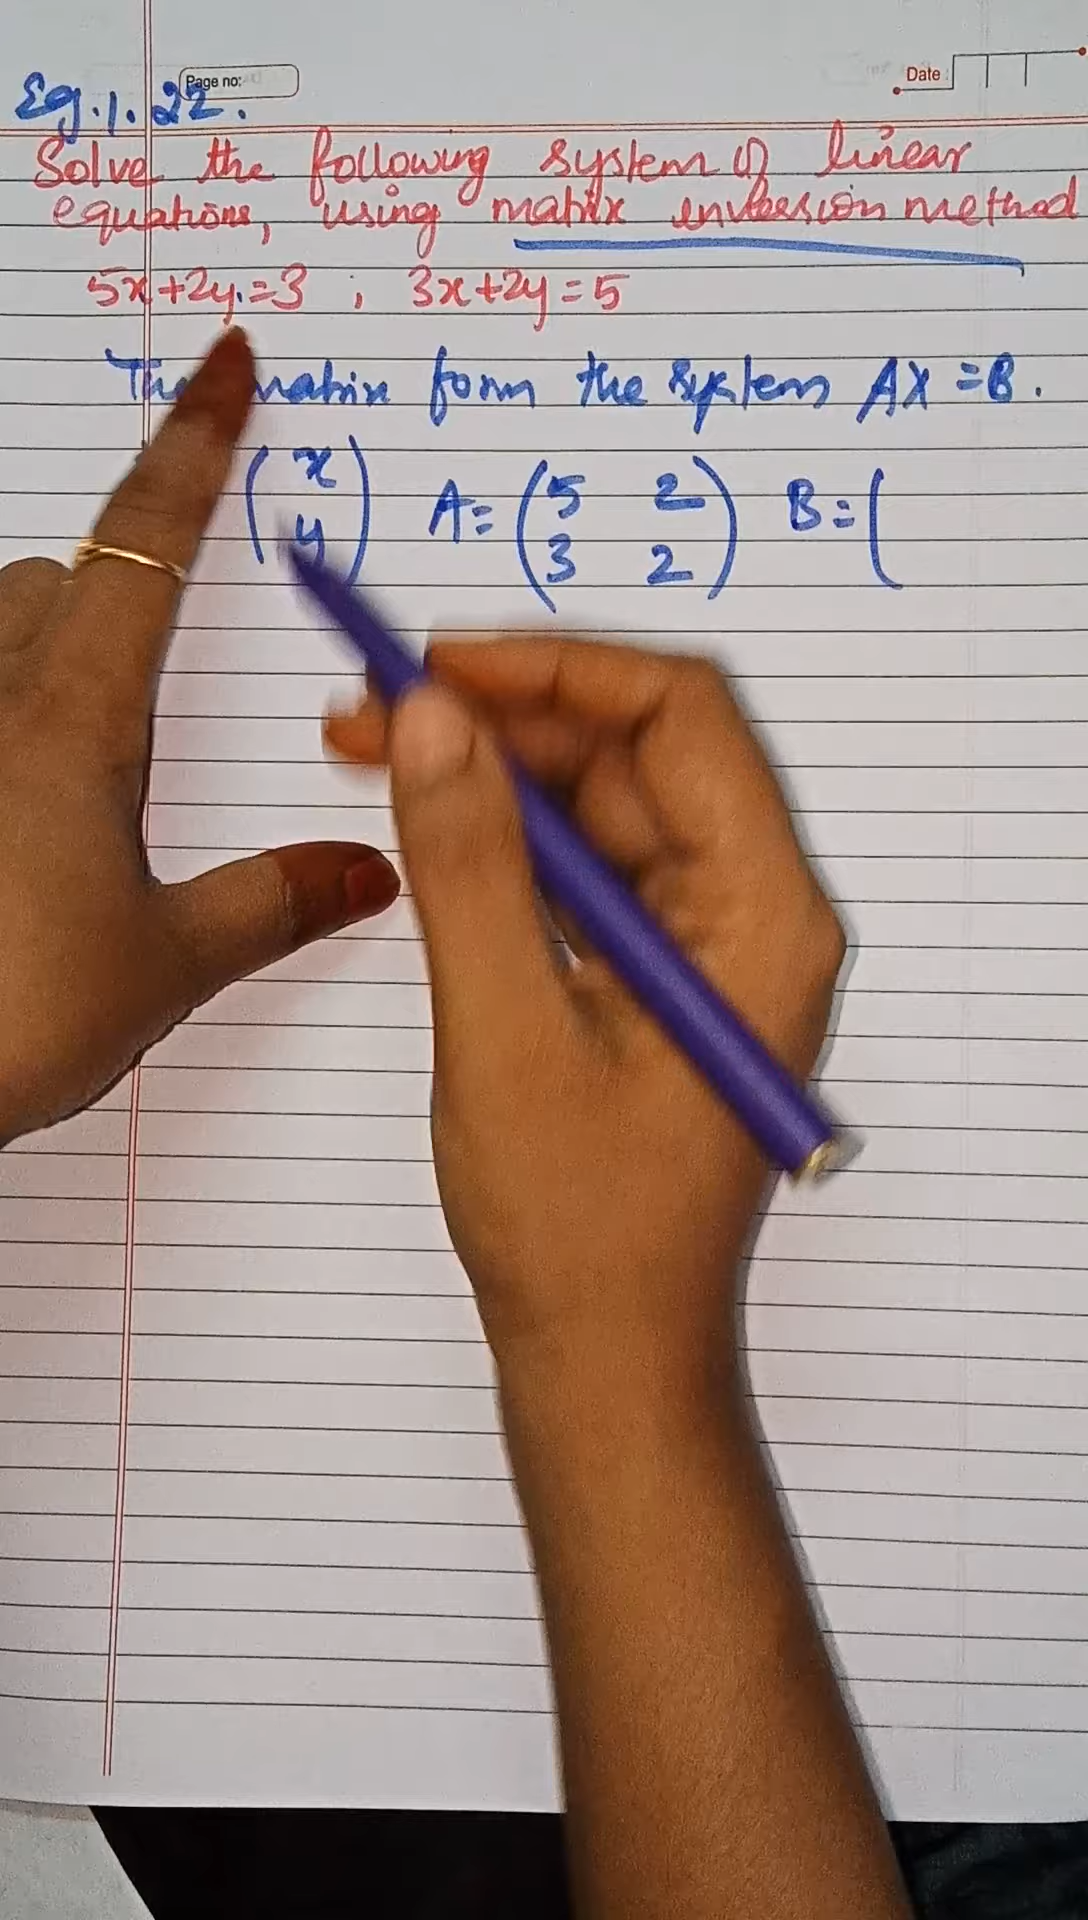 Page no:
Date
Eg.1.22.
Solve the following system of linear
equations, using matrix inversion method
5x+2y=3 ; 3x+2y=5
The matrix form the system AX=B.
(x y) A=(5 2 B=(
3 2)